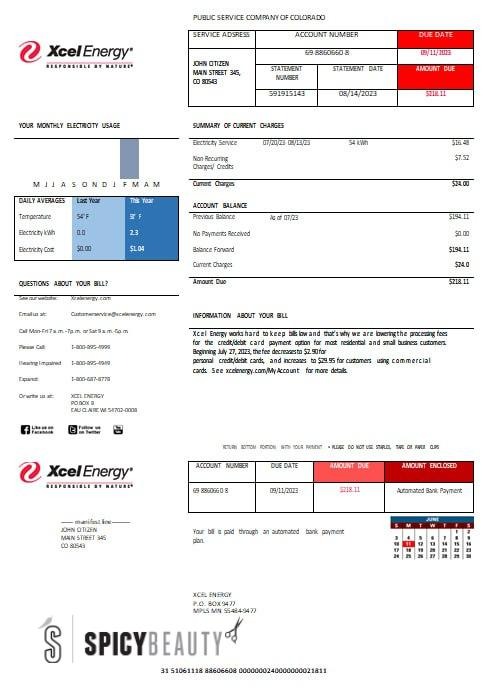 PUBLIC SERVICE COMPANY OF COLORADO
Xcel Energy®
RESPONSIBLE BY NATURE®
SERVICE ADSRESS ACCOUNT NUMBER DUE DATE
69 8860660 8 09/11/2023
JOHN CITIZEN
MAIN STREET 345,
CO 80543
STATEMENT NUMBER STATEMENT DATE AMOUNT DUE
591915143 08/14/2023 $218.11
YOUR MONTHLY ELECTRICITY USAGE
M J J A S O N D J F M A M
DAILY AVERAGES Last Year This Year
Temperature 54° F
Electricity kWh 0.0 2.3
Electricity Cost $0.00 $1.04
SUMMARY OF CURRENT CHARGES
Electricity Service 07/20/23 08/13/23 54 kWh $16.48
Non Recurring
Charges/ Credits $7.52
Current Charges $24.00
ACCOUNT BALANCE
Previous Balance As of 07/23 $194.11
No Payments Received $0.00
Balance Forward $194.11
Current Charges $24.0
Amount Due $218.11
QUESTIONS ABOUT YOUR BILL?
See our website: Xcelenergy.com
Email us at: Customerservice@xcelenergy.com
Call Mon-Fri 7 a.m.-7p.m. or Sat 9 a.m.-5p.m.
Please Call: 1-800-895-4999
Hearing Impaired 1-800-895-4949
Espanol: 1-800-687-8778
Or write us at: XCEL ENERGY
PO BOX 8
EAU CLAIRE WI 54702-0008
Like us on
Facebook
Follow us
on Twitter
You
INFORMATION ABOUT YOUR BILL
Xcel Energy works hard to keep bills low and that's why we are lowering the processing fees
for the credit/debit card payment option for most residential and small business customers.
Beginning July 27, 2023, the fee decreases to $2.90 for
personal credit/debit cards, and increases to $29.95 for customers using commercial
cards. See xcelenergy.com/MyAccount for more details.
RETURN BOTTOM PORTION WITH YOUR PAYMENT • PLEASE DO NOT USE STAPLES, TAPE OR PAPER CLIPS
Xcel Energy®
RESPONSIBLE BY NATURE®
ACCOUNT NUMBER DUE DATE AMOUNT DUE AMOUNT ENCLOSED
69 8860660 8 09/11/2023 $218.11 Automated Bank Payment
------ manifest line---------
JOHN CITIZEN
MAIN STREET 345
CO 80543
Your bill is paid through an automated bank payment
plan.
JUNE
S M T W T F S
1 2
3 4 5 6 7 8 9
10 11 12 13 14 15 16
17 18 19 20 21 22 23
24 25 26 27 28 29 30
XCEL ENERGY
P.O. BOX 9477
MPLS MN 55484-9477
SPICYBEAUTY
31 51061118 88606608 0000000240000000021811